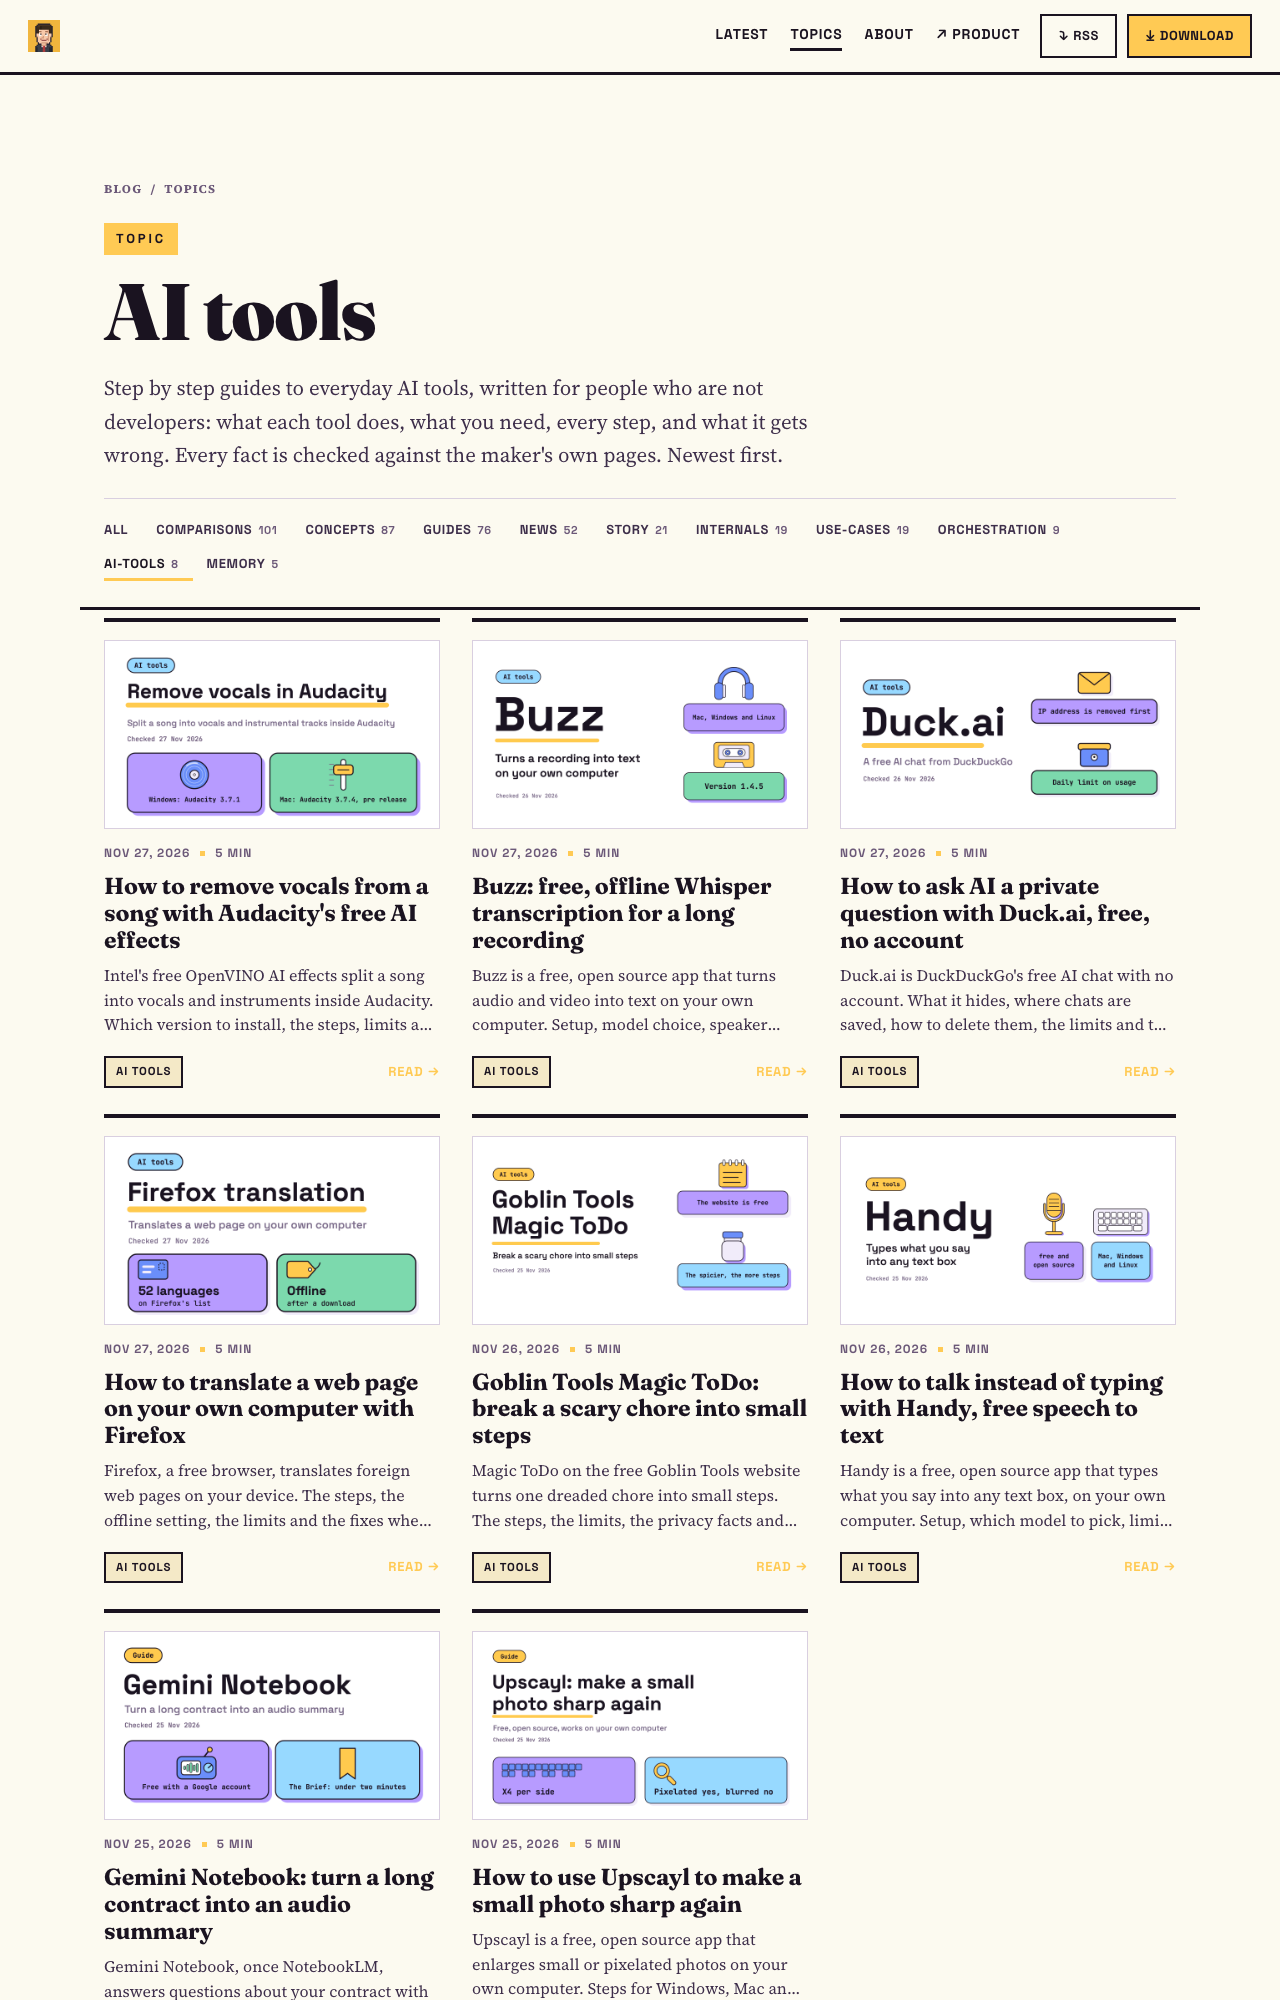 LATEST TOPICS ABOUT ↗ PRODUCT RSS DOWNLOAD
BLOG / TOPICS
TOPIC
AI tools
Step by step guides to everyday AI tools, written for people who are not
developers: what each tool does, what you need, every step, and what it gets
wrong. Every fact is checked against the maker's own pages. Newest first.
ALL COMPARISONS 101 CONCEPTS 87 GUIDES 76 NEWS 52 STORY 21 INTERNALS 19 USE-CASES 19 ORCHESTRATION 9
AI-TOOLS 8 MEMORY 5
AI tools
Remove vocals in Audacity
Split a song into vocals and instrumental tracks inside Audacity
Checked 27 Nov 2026
Windows: Audacity 3.7.1
Mac: Audacity 3.7.4, pre release
NOV 27, 2026 5 MIN
How to remove vocals from a
song with Audacity's free AI
effects
Intel's free OpenVINO AI effects split a song
into vocals and instruments inside Audacity.
Which version to install, the steps, limits a...
AI TOOLS READ →
AI tools
Buzz
Turns a recording into text
on your own computer
Checked 26 Nov 2026
Mac, Windows and Linux
Version 1.4.5
NOV 27, 2026 5 MIN
Buzz: free, offline Whisper
transcription for a long
recording
Buzz is a free, open source app that turns
audio and video into text on your own
computer. Setup, model choice, speaker...
AI TOOLS READ →
AI tools
Duck.ai
A free AI chat from DuckDuckGo
Checked 26 Nov 2026
IP address is removed first
Daily limit on usage
NOV 27, 2026 5 MIN
How to ask AI a private
question with Duck.ai, free,
no account
Duck.ai is DuckDuckGo's free AI chat with no
account. What it hides, where chats are
saved, how to delete them, the limits and t...
AI TOOLS READ →
AI tools
Firefox translation
Translates a web page on your own computer
Checked 27 Nov 2026
52 languages
on Firefox's list
Offline
after a download
NOV 27, 2026 5 MIN
How to translate a web page
on your own computer with
Firefox
Firefox, a free browser, translates foreign
web pages on your device. The steps, the
offline setting, the limits and the fixes whe...
AI TOOLS READ →
AI tools
Goblin Tools
Magic ToDo
Break a scary chore into small steps
Checked 25 Nov 2026
The website is free
The spicier, the more steps
NOV 26, 2026 5 MIN
Goblin Tools Magic ToDo:
break a scary chore into small
steps
Magic ToDo on the free Goblin Tools website
turns one dreaded chore into small steps.
The steps, the limits, the privacy facts and...
AI TOOLS READ →
AI tools
Handy
Types what you say
into any text box
Checked 25 Nov 2026
free and
open source
Mac, Windows
and Linux
NOV 26, 2026 5 MIN
How to talk instead of typing
with Handy, free speech to
text
Handy is a free, open source app that types
what you say into any text box, on your own
computer. Setup, which model to pick, limi...
AI TOOLS READ →
Guide
Gemini Notebook
Turn a long contract into an audio summary
Checked 25 Nov 2026
Free with a Google account
The Brief: under two minutes
NOV 25, 2026 5 MIN
Gemini Notebook: turn a long
contract into an audio
summary
Gemini Notebook, once NotebookLM,
answers questions about your contract with
Guide
Upscayl: make a small
photo sharp again
Free, open source, works on your own computer
Checked 25 Nov 2026
X4 per side
Pixelated yes, blurred no
NOV 25, 2026 5 MIN
How to use Upscayl to make a
small photo sharp again
Upscayl is a free, open source app that
enlarges small or pixelated photos on your
own computer. Steps for Windows, Mac an...